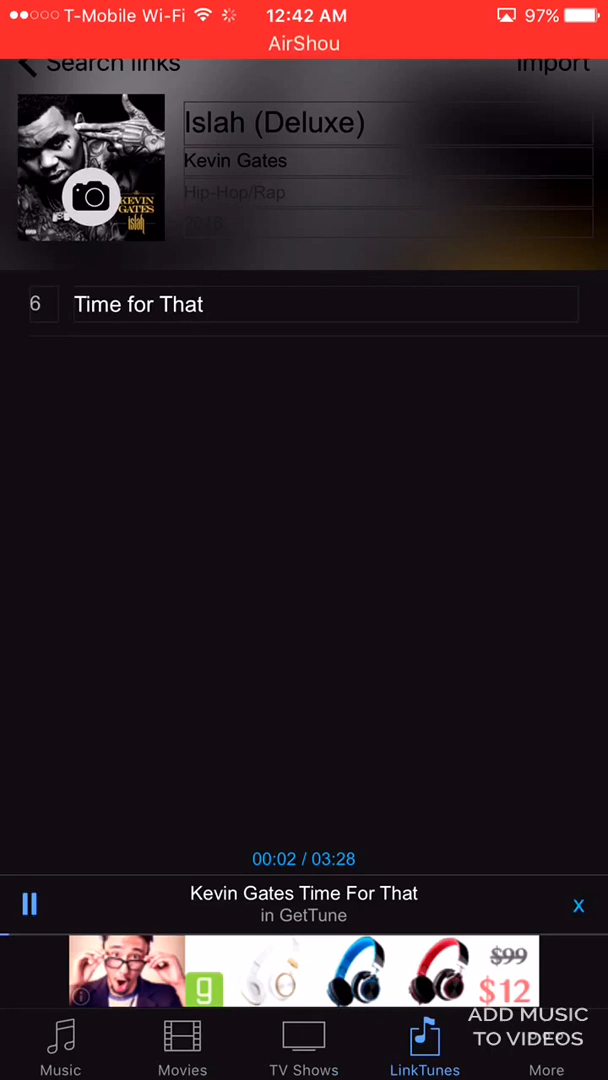 T-Mobile Wi-Fi 12:42 AM 97%
AirShou
Search links Import
Islah (Deluxe)
Kevin Gates
Hip-Hop/Rap
2016
KEVIN
GATES
islah
6 Time for That
00:02 / 03:28
Kevin Gates Time For That
in GetTune
x
g
$99
$12
ADD MUSIC
TO VIDEOS
Music Movies TV Shows LinkTunes More